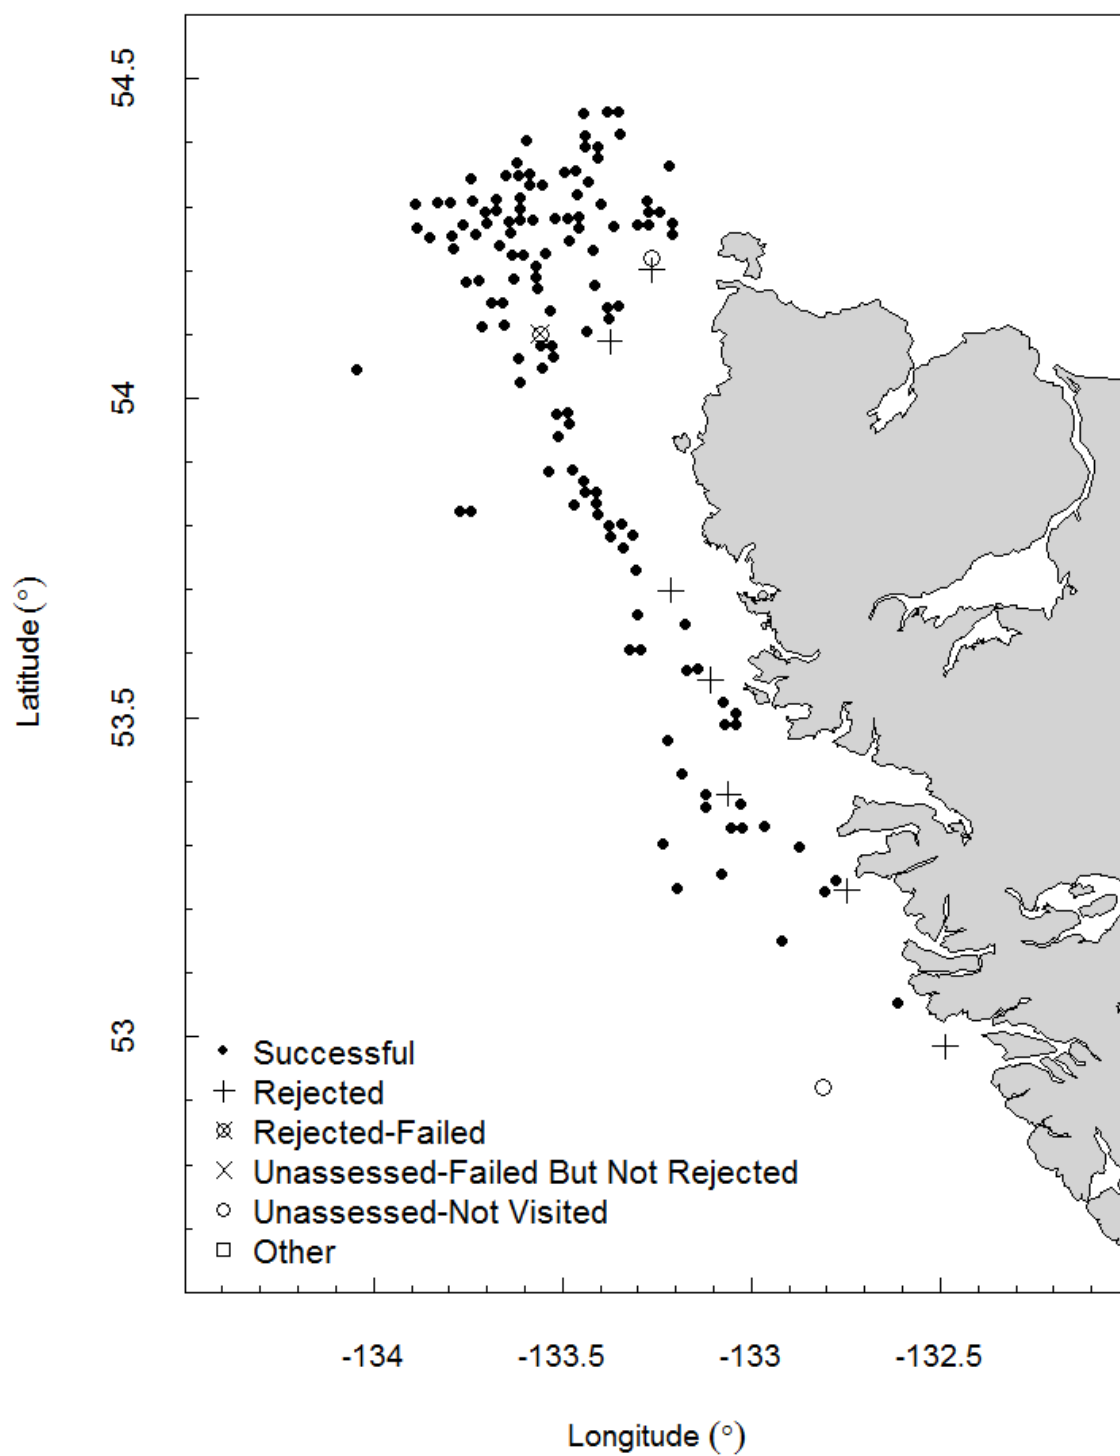 54.5
54
53.5
53
Latitude (°)
Successful
Rejected
Rejected-Failed
Unassessed-Failed But Not Rejected
Unassessed-Not Visited
Other
-134
-133.5
-133
-132.5
Longitude (°)